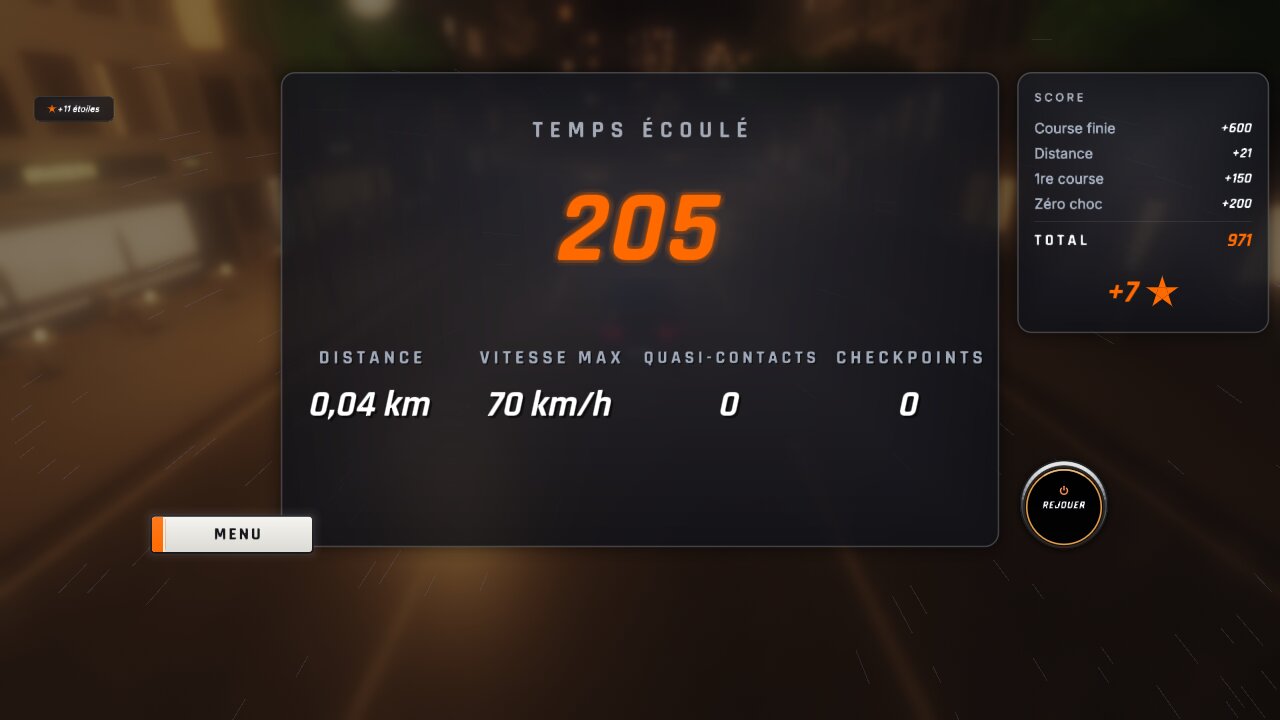 +11 étoiles
TEMPS ÉCOULÉ
205
DISTANCE VITESSE MAX QUASI-CONTACTS CHECKPOINTS
0,04 km 70 km/h 0 0
MENU
SCORE
Course finie +600
Distance +21
1re course +150
Zéro choc +200
TOTAL 971
+7
REJOUER